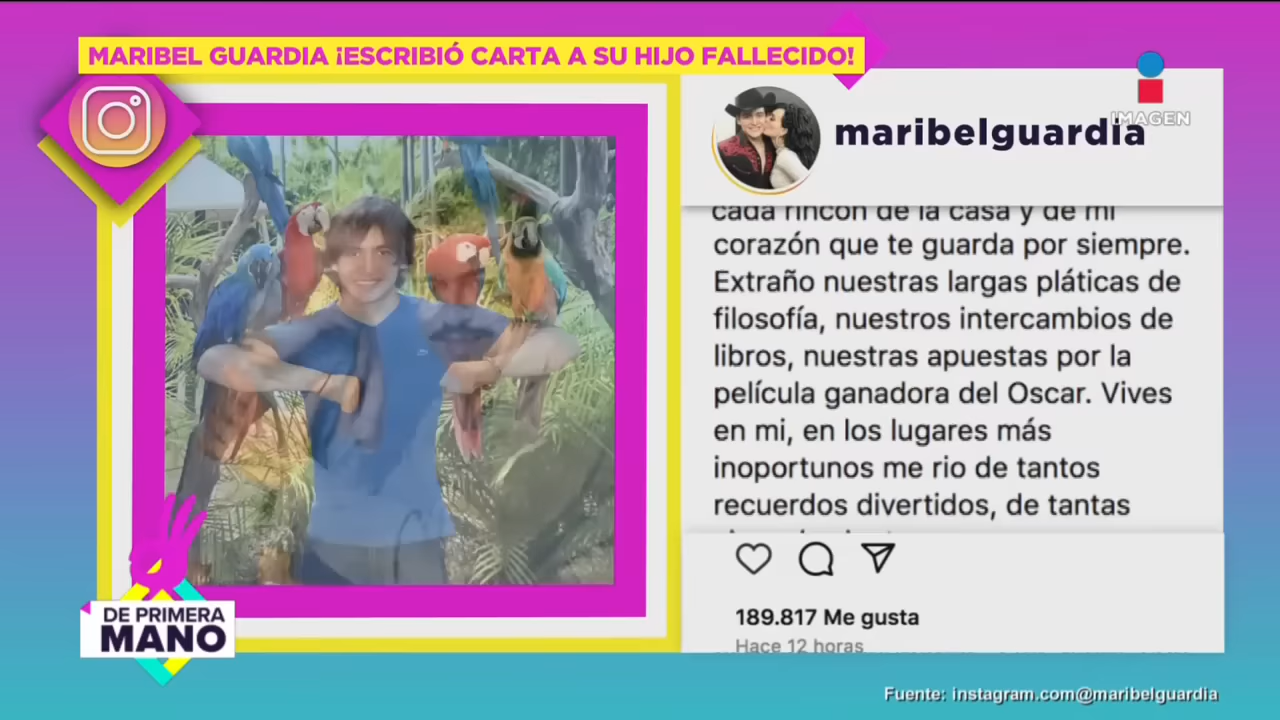 MARIBEL GUARDIA ¡ESCRIBIÓ CARTA A SU HIJO FALLECIDO!
IMAGEN
maribelguardia
cada rincón de la casa y de mi
corazón que te guarda por siempre.
Extraño nuestras largas pláticas de
filosofía, nuestros intercambios de
libros, nuestras apuestas por la
película ganadora del Oscar. Vives
en mi, en los lugares más
inoportunos me rio de tantos
recuerdos divertidos, de tantas
189.817 Me gusta
Hace 12 horas
DE PRIMERA
MANO
Fuente: instagram.com@maribelguardia